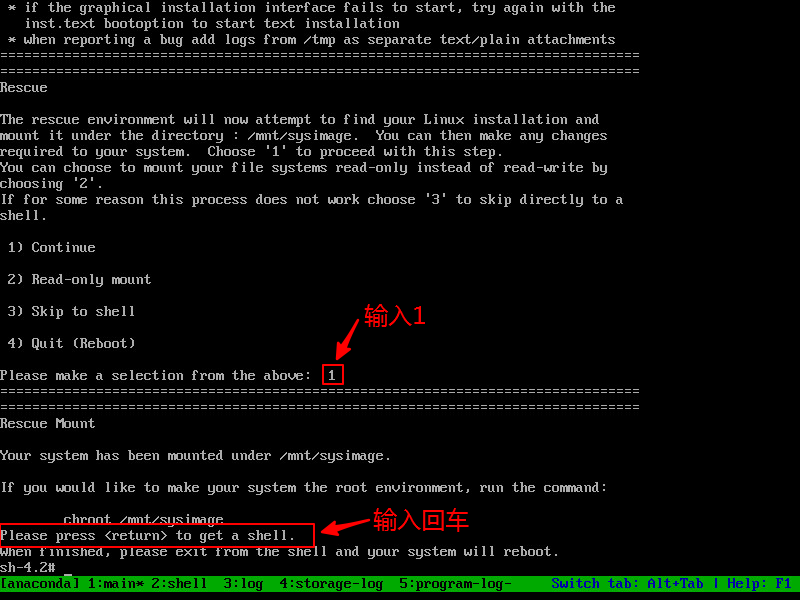 * if the graphical installation interface fails to start, try again with the
inst.text bootoption to start text installation
* when reporting a bug add logs from /tmp as separate text/plain attachments
================================================================================
================================================================================
Rescue
The rescue environment will now attempt to find your Linux installation and
mount it under the directory : /mnt/sysimage.  You can then make any changes
required to your system.  Choose '1' to proceed with this step.
You can choose to mount your file systems read-only instead of read-write by
choosing '2'.
If for some reason this process does not work choose '3' to skip directly to a
shell.
1) Continue
2) Read-only mount
3) Skip to shell
4) Quit (Reboot)
输入1
Please make a selection from the above:  1
================================================================================
================================================================================
Rescue Mount
Your system has been mounted under /mnt/sysimage.
If you would like to make your system the root environment, run the command:
chroot /mnt/sysimage
输入回车
Please press <return> to get a shell.
When finished, please exit from the shell and your system will reboot.
sh-4.2# _
[anaconda] 1:main* 2:shell  3:log  4:storage-log  5:program-log-     Switch tab: Alt+Tab | Help: F1